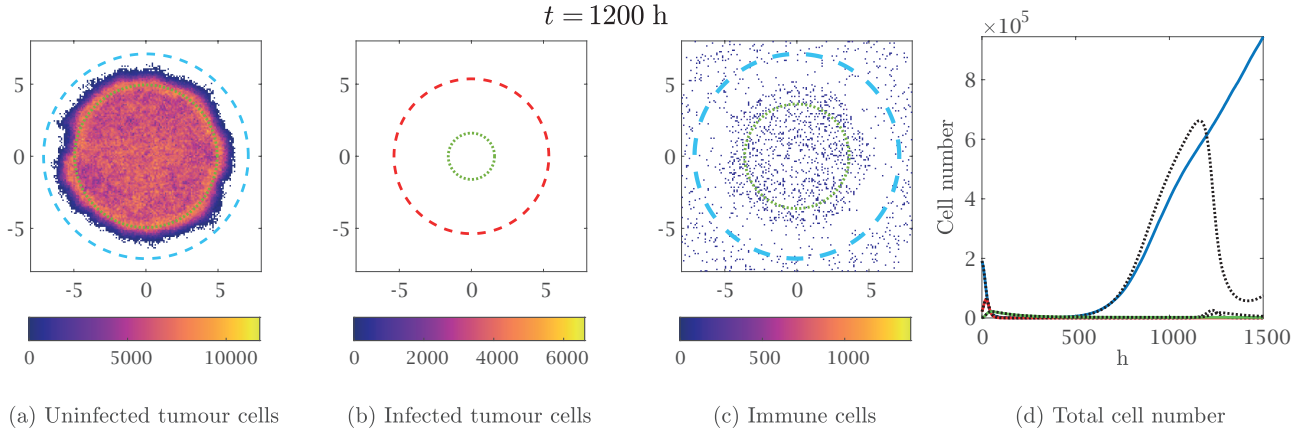 t = 1200 h
5
0
-5
-5 0 5
0 5000 10000
(a) Uninfected tumour cells
5
0
-5
-5 0 5
0 2000 4000 6000
(b) Infected tumour cells
5
0
-5
-5 0 5
0 500 1000
(c) Immune cells
×10⁵
8
6
4
2
0
Cell number
0 500 1000 1500
h
(d) Total cell number